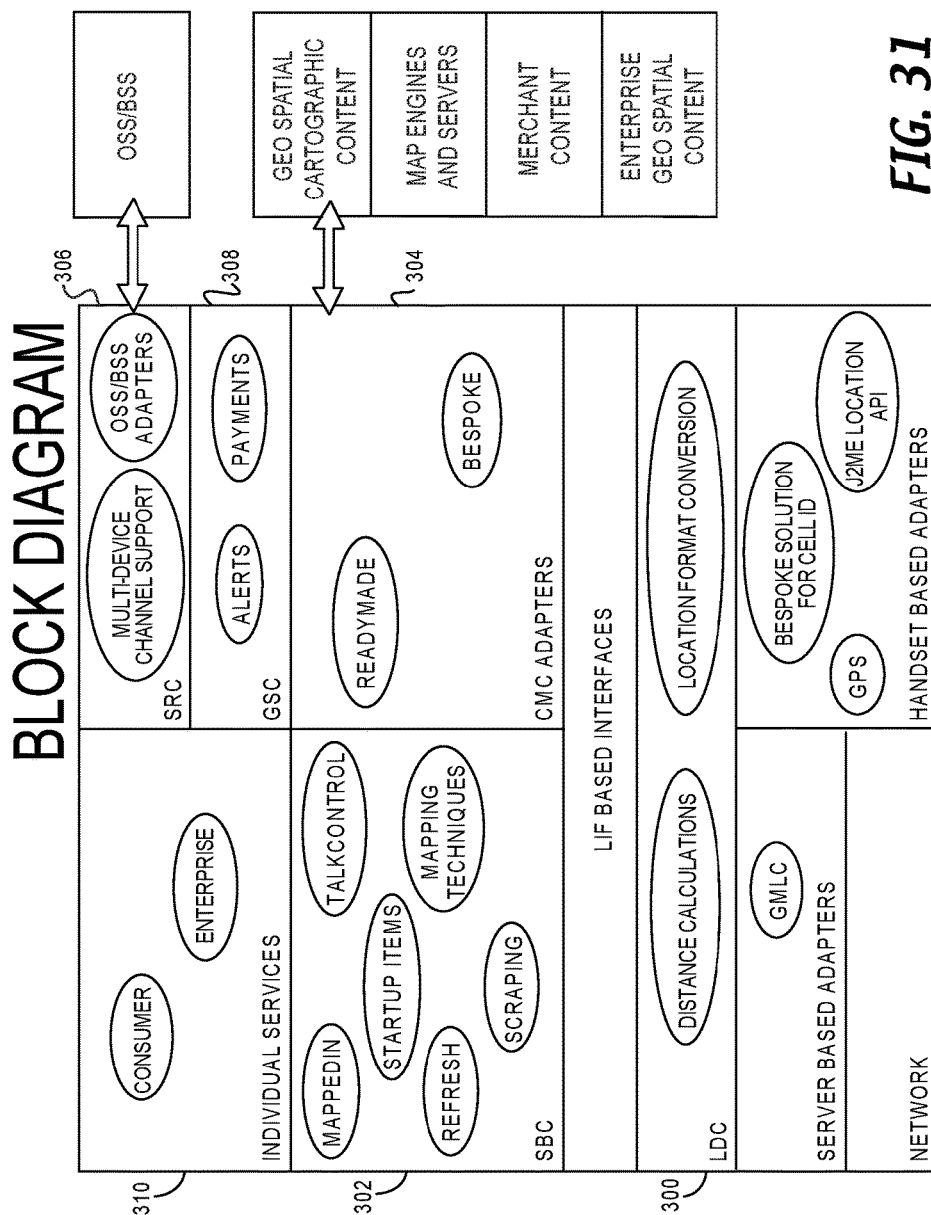 BLOCK DIAGRAM
310
CONSUMER
ENTERPRISE
INDIVIDUAL SERVICES
306
MULTI-DEVICE
CHANNEL SUPPORT
OSS/BSS
ADAPTERS
SRC
308
ALERTS
PAYMENTS
GSC
OSS/BSS
302
MAPPEDIN
TALKCONTROL
STARTUP ITEMS
REFRESH
MAPPING
TECHNIQUES
SCRAPING
SBC
304
READYMADE
BESPOKE
CMC ADAPTERS
GEO SPATIAL
CARTOGRAPHIC
CONTENT
MAP ENGINES
AND SERVERS
MERCHANT
CONTENT
ENTERPRISE
GEO SPATIAL
CONTENT
LIF BASED INTERFACES
300
DISTANCE CALCULATIONS
LOCATION FORMAT CONVERSION
LDC
GMLC
SERVER BASED ADAPTERS
NETWORK
BESPOKE SOLUTION
FOR CELL ID
GPS
J2ME LOCATION
API
HANDSET BASED ADAPTERS
FIG. 31